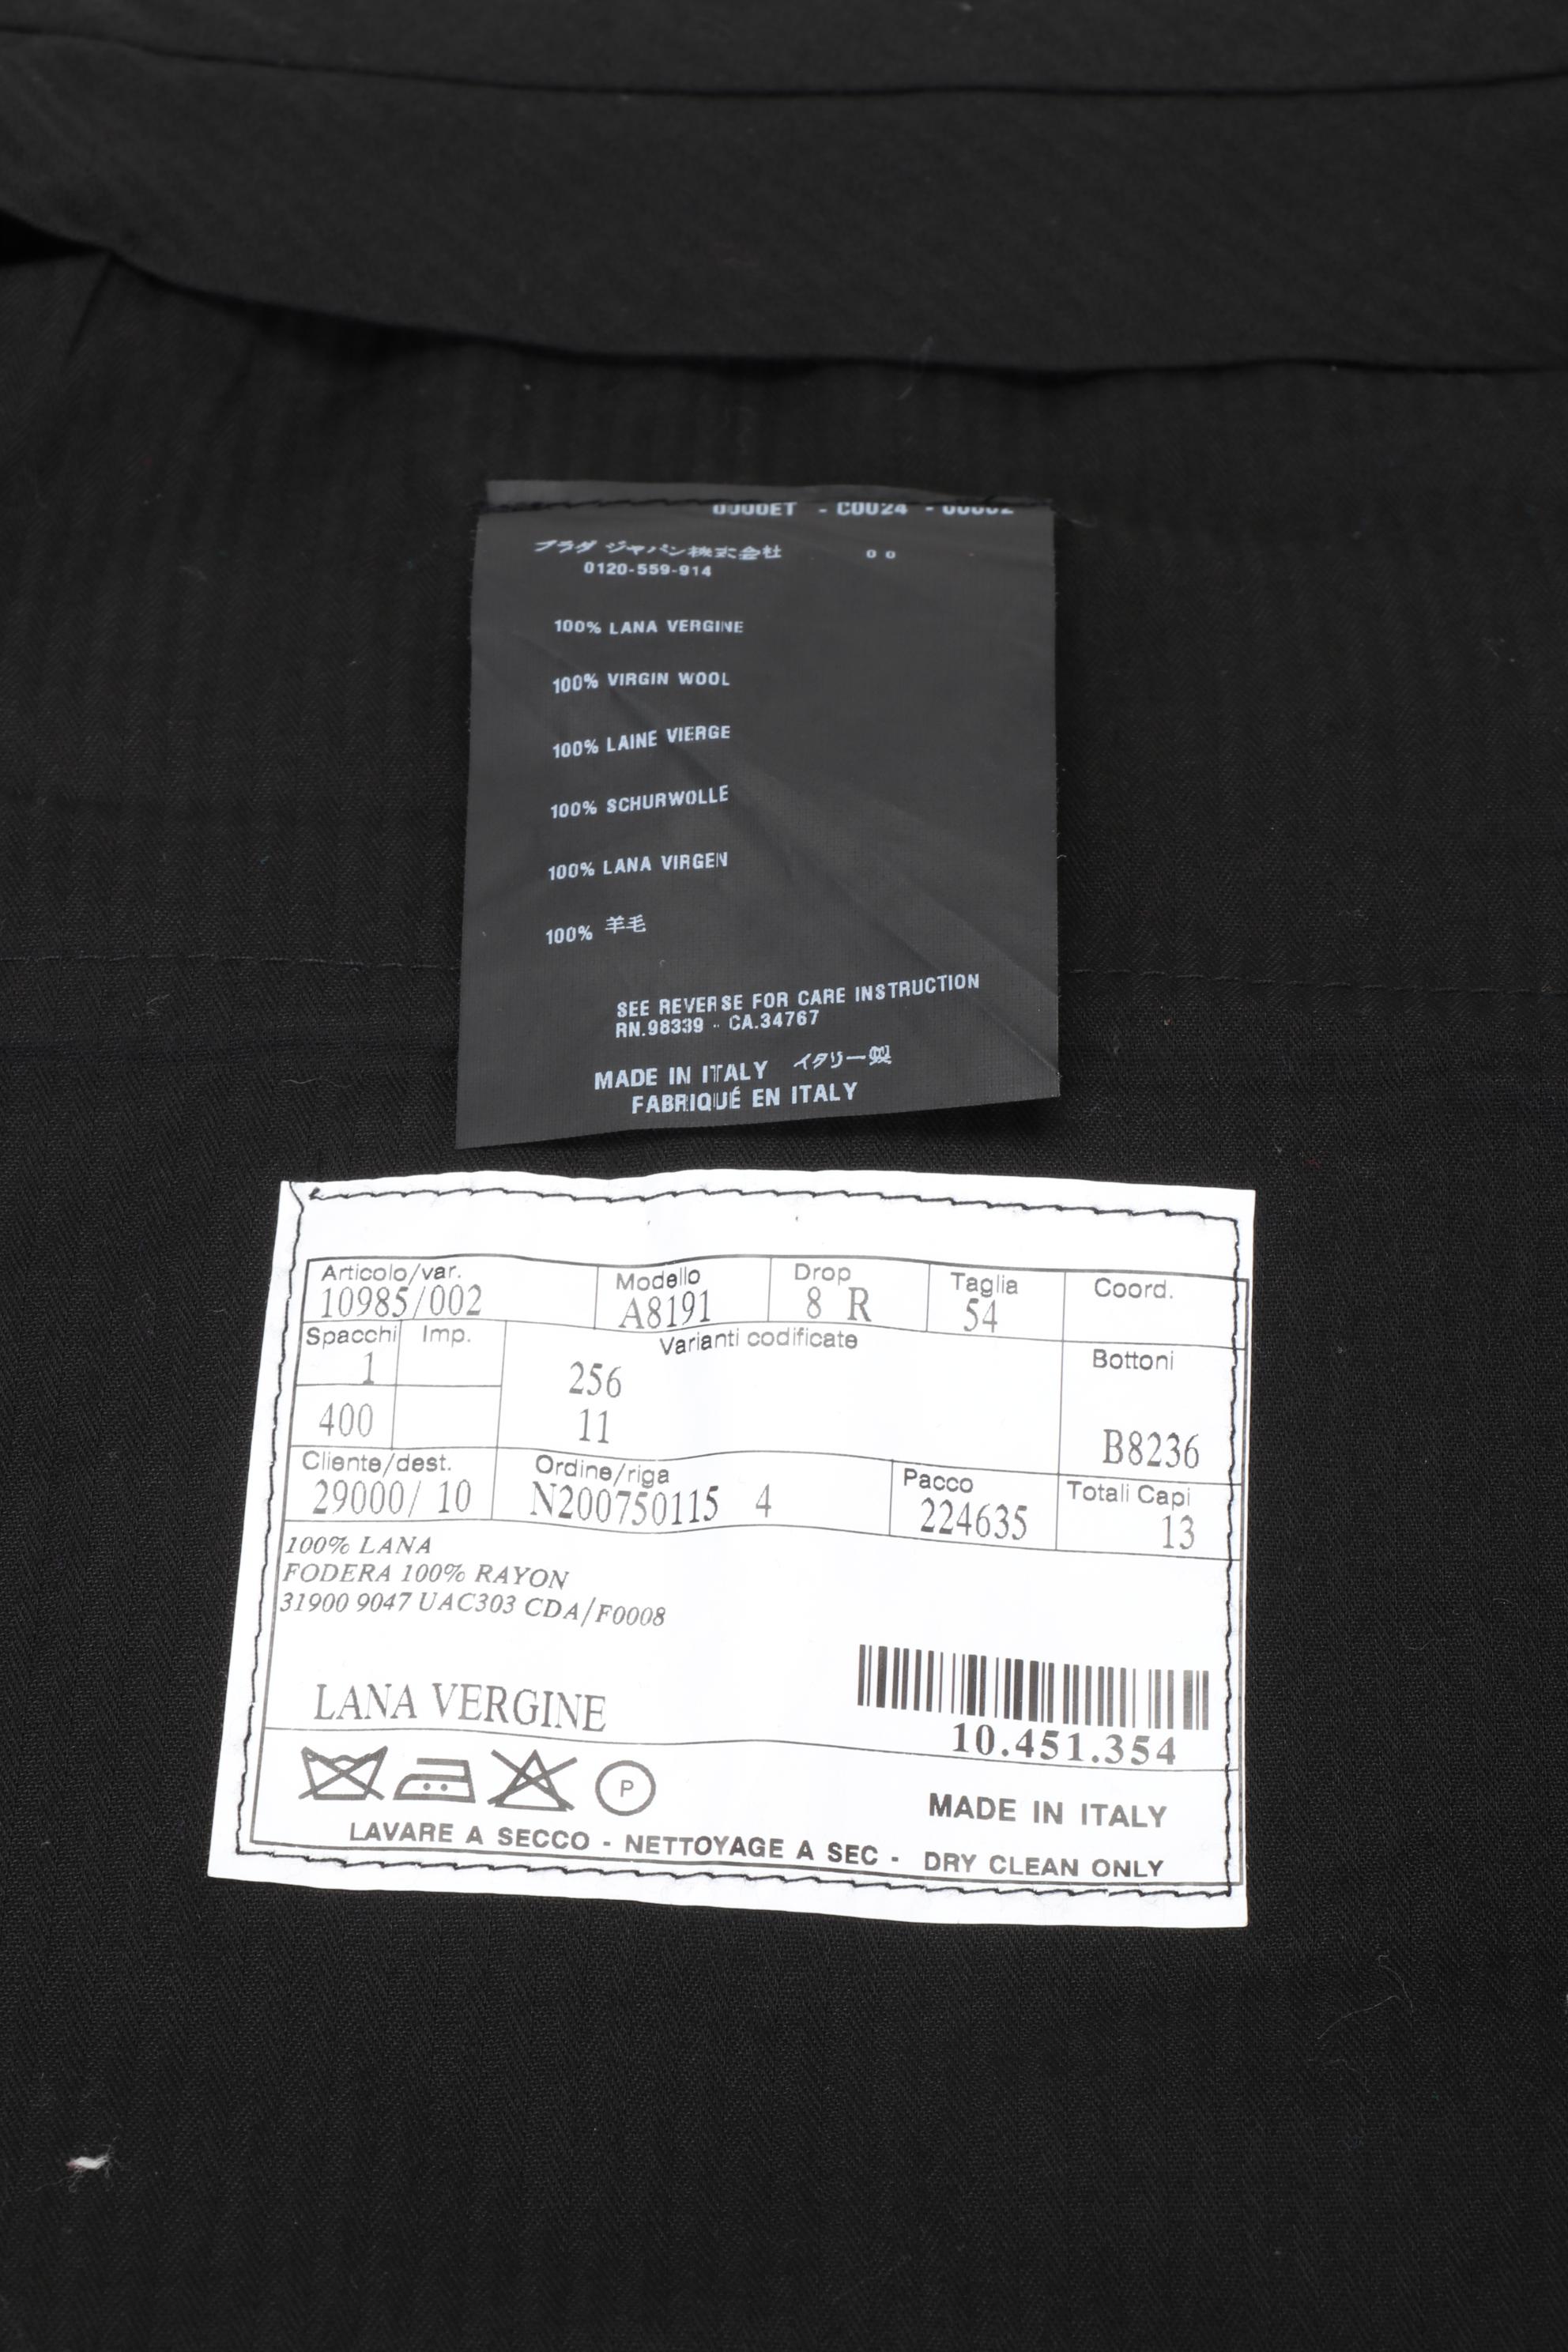 - C0024 -
プラダ ジャパン株式会社 00
0120-559-914
100% LANA VERGINE
100% VIRGIN WOOL
100% LAINE VIERGE
100% SCHURWOLLE
100% LANA VIRGEN
100% 羊毛
SEE REVERSE FOR CARE INSTRUCTION
RN.98339 - CA.34767
MADE IN ITALY イタリー製
FABRIQUÉ EN ITALY
Articolo/var. Modello Drop Taglia Coord.
10985/002 A8191 8 R 54
Spacchi Imp. Varianti codificate Bottoni
1 256
400 11 B8236
Cliente/dest. Ordine/riga Pacco Totali Capi
29000/ 10 N200750115 4 224635 13
100% LANA
FODERA 100% RAYON
31900 9047 UAC303 CDA/F0008
LANA VERGINE
10.451.354
P
MADE IN ITALY
LAVARE A SECCO - NETTOYAGE A SEC - DRY CLEAN ONLY